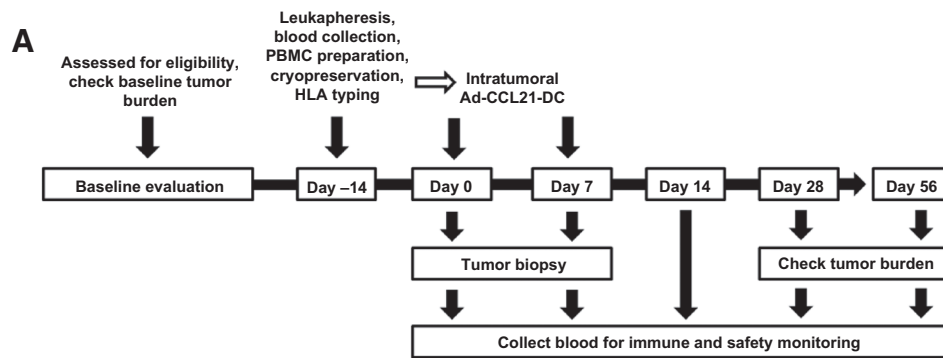 A
Assessed for eligibility,
check baseline tumor
burden
Leukapheresis,
blood collection,
PBMC preparation,
cryopreservation,
HLA typing
Intratumoral
Ad-CCL21-DC
Baseline evaluation
Day –14
Day 0
Day 7
Day 14
Day 28
Day 56
Tumor biopsy
Check tumor burden
Collect blood for immune and safety monitoring